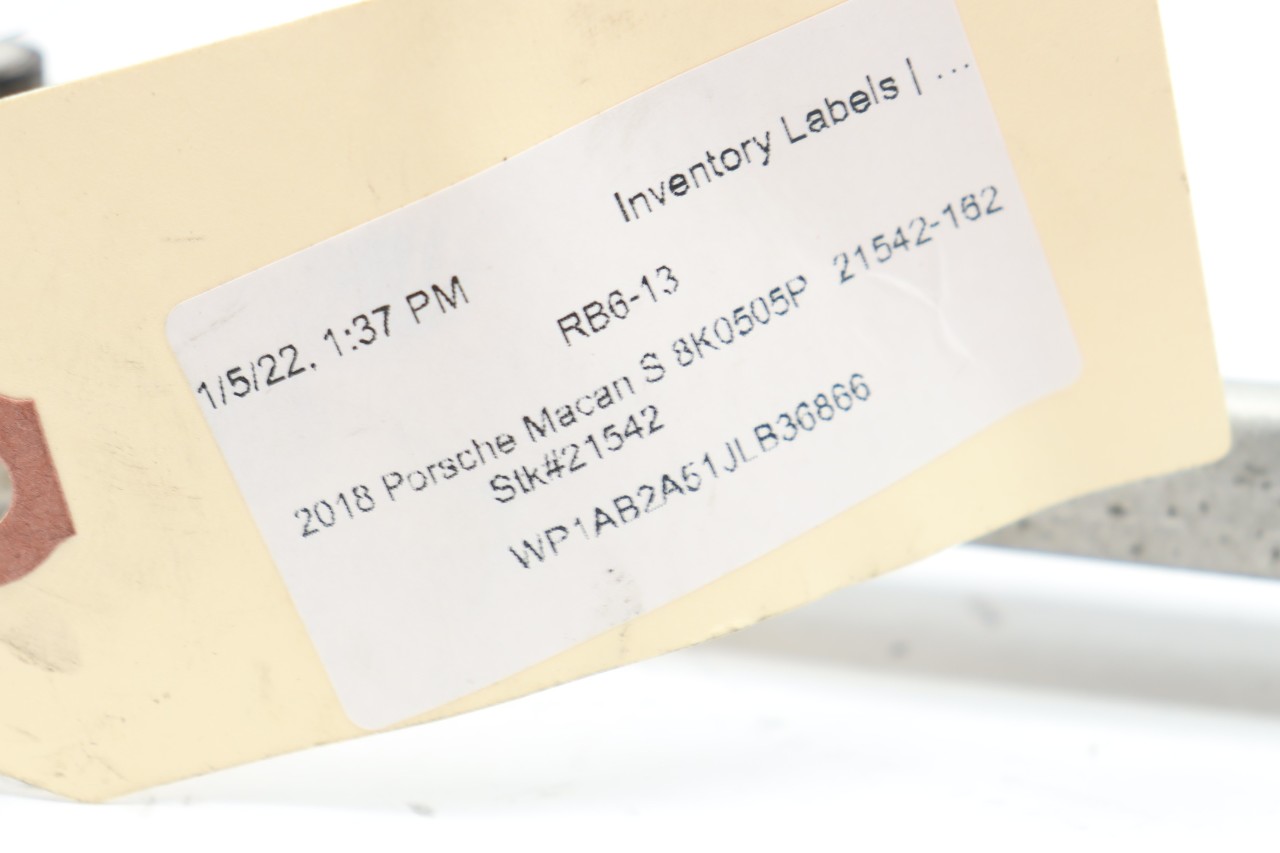 1/5/22, 1:37 PM Inventory Labels | ...
RB6-13
2018 Porsche Macan S 8K0505P 21542-162
Stk#21542
WP1AB2A51JLB36866